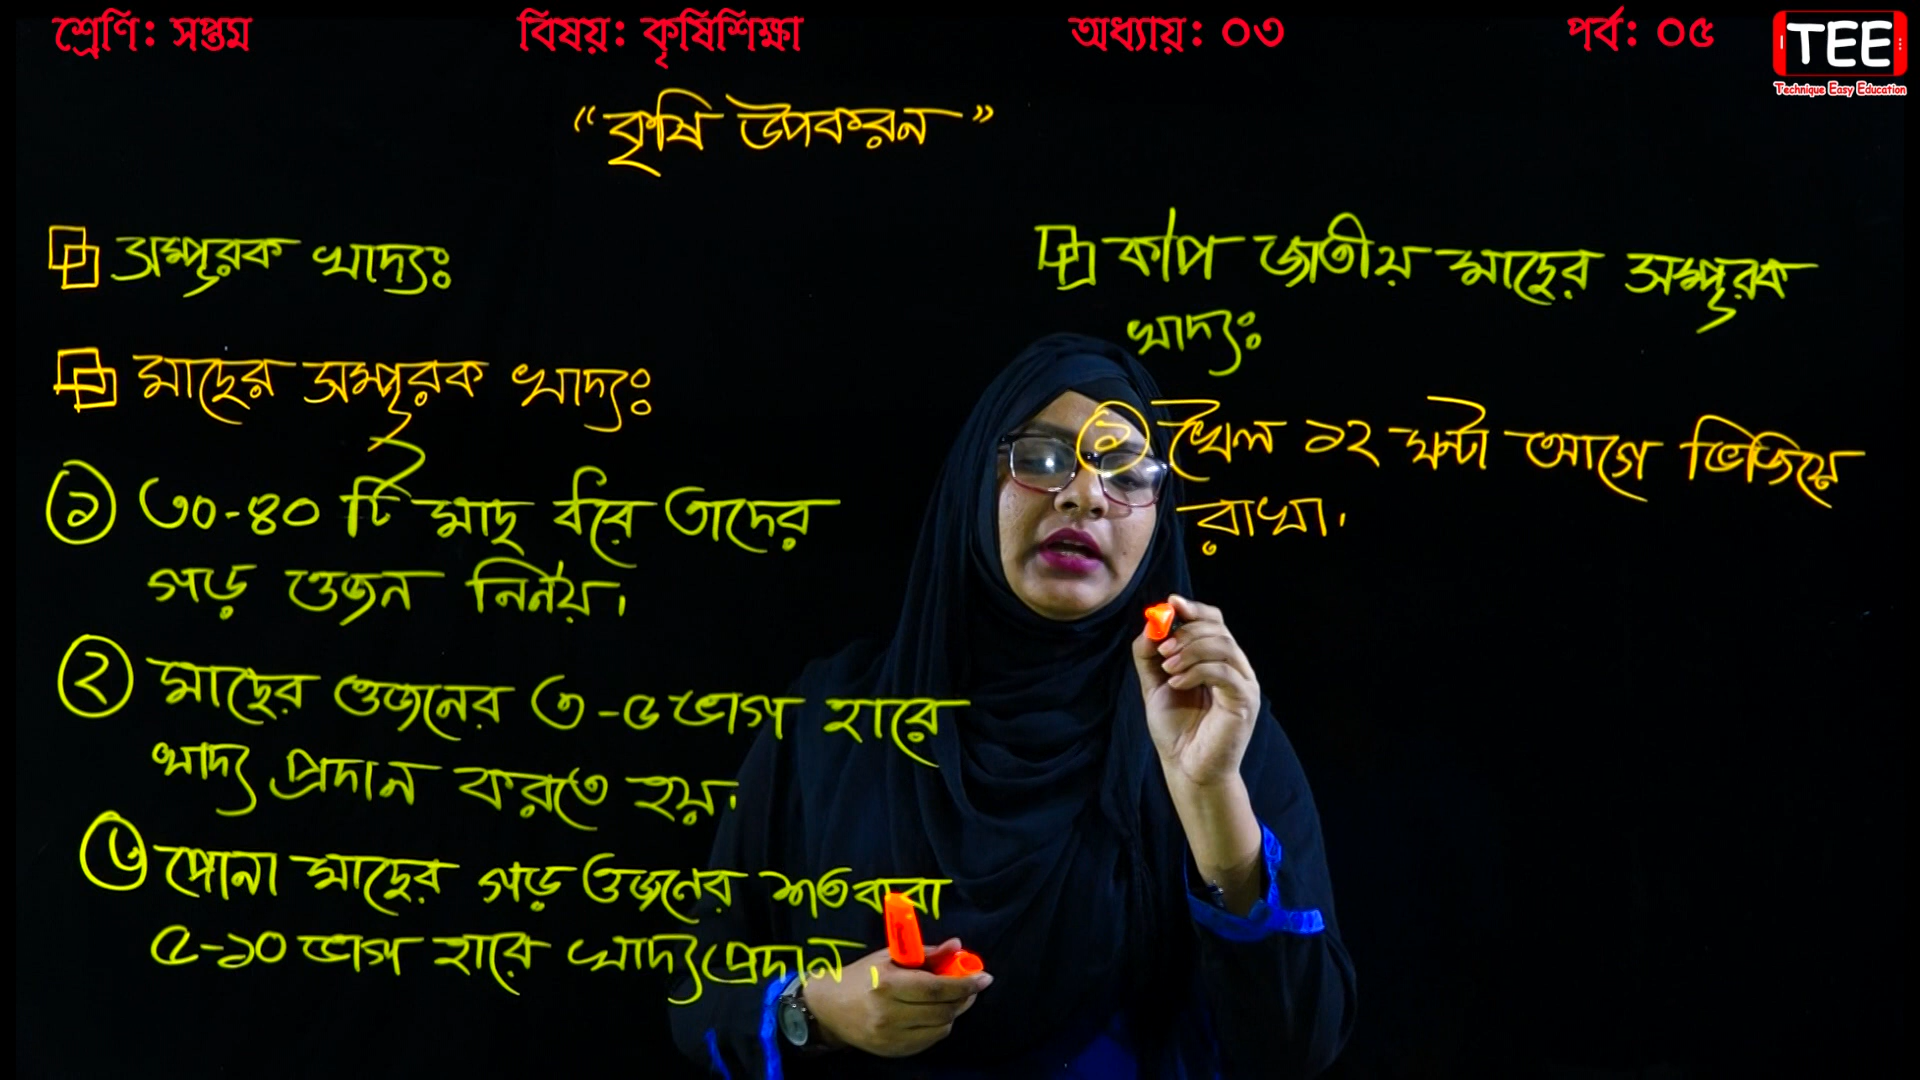 শ্রেণি: সপ্তম
বিষয়: কৃষিশিক্ষা
অধ্যায়: ০৩
পর্ব: ০৫
TEE
Technique Easy Education
“কৃষি উপকরন”
সম্পূরক খাদ্যঃ
মাছের সম্পূরক খাদ্যঃ
১ ৩০-৪০ টি মাছ ধরে তাদের
গড় ওজন নির্নয়।
২ মাছের ওজনের ৩-৫ ভাগ হারে
খাদ্য প্রদান করতে হয়।
৩ পোনা মাছের গড় ওজনের শতকরা
৫-১০ ভাগ হারে খাদ্য প্রদান।
কার্প জাতীয় মাছের সম্পূরক
খাদ্যঃ
১ খৈল ১২ ঘন্টা আগে ভিজিয়ে
রাখা।